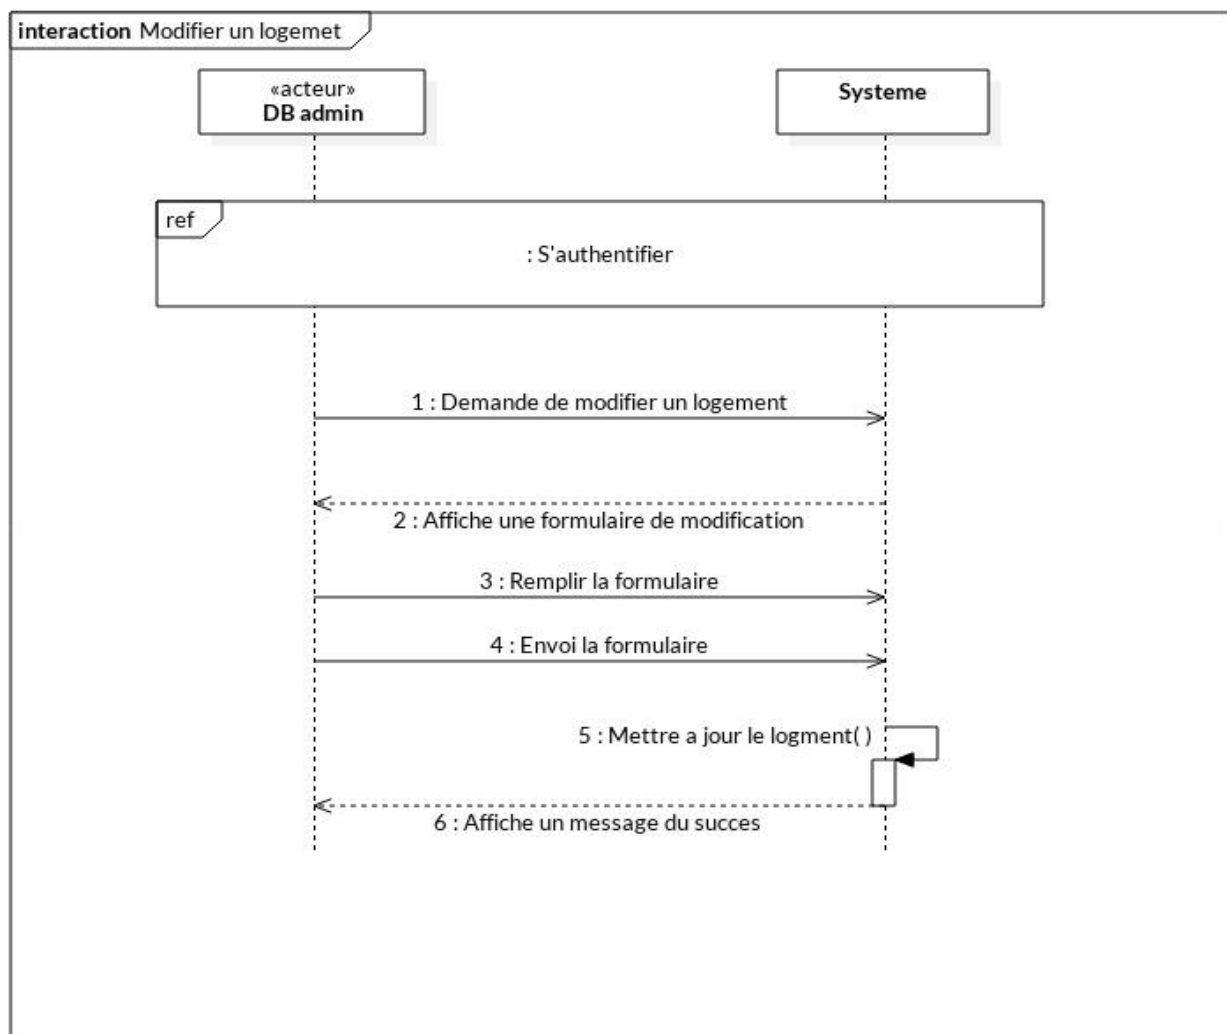 interaction Modifier un logemet
«acteur»
DB admin
Systeme
ref
: S'authentifier
1 : Demande de modifier un logement
2 : Affiche une formulaire de modification
3 : Remplir la formulaire
4 : Envoi la formulaire
5 : Mettre a jour le logment( )
6 : Affiche un message du succes